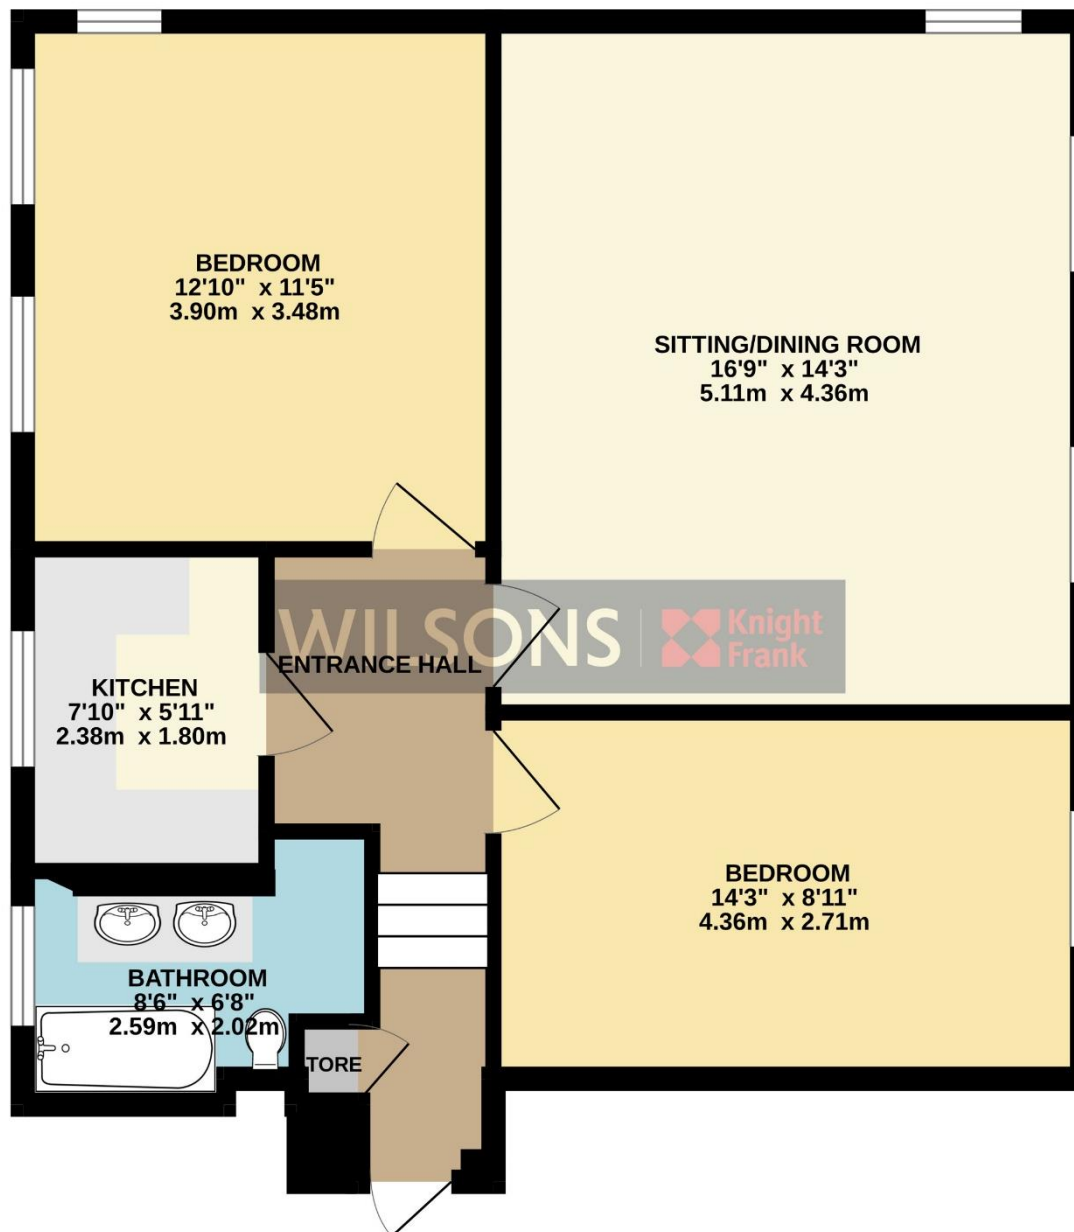 BEDROOM
12'10" x 11'5"
3.90m x 3.48m
SITTING/DINING ROOM
16'9" x 14'3"
5.11m x 4.36m
WILSONS
Knight
Frank
ENTRANCE HALL
KITCHEN
7'10" x 5'11"
2.38m x 1.80m
BEDROOM
14'3" x 8'11"
4.36m x 2.71m
BATHROOM
8'6" x 6'8"
2.59m x 2.02m
TORE